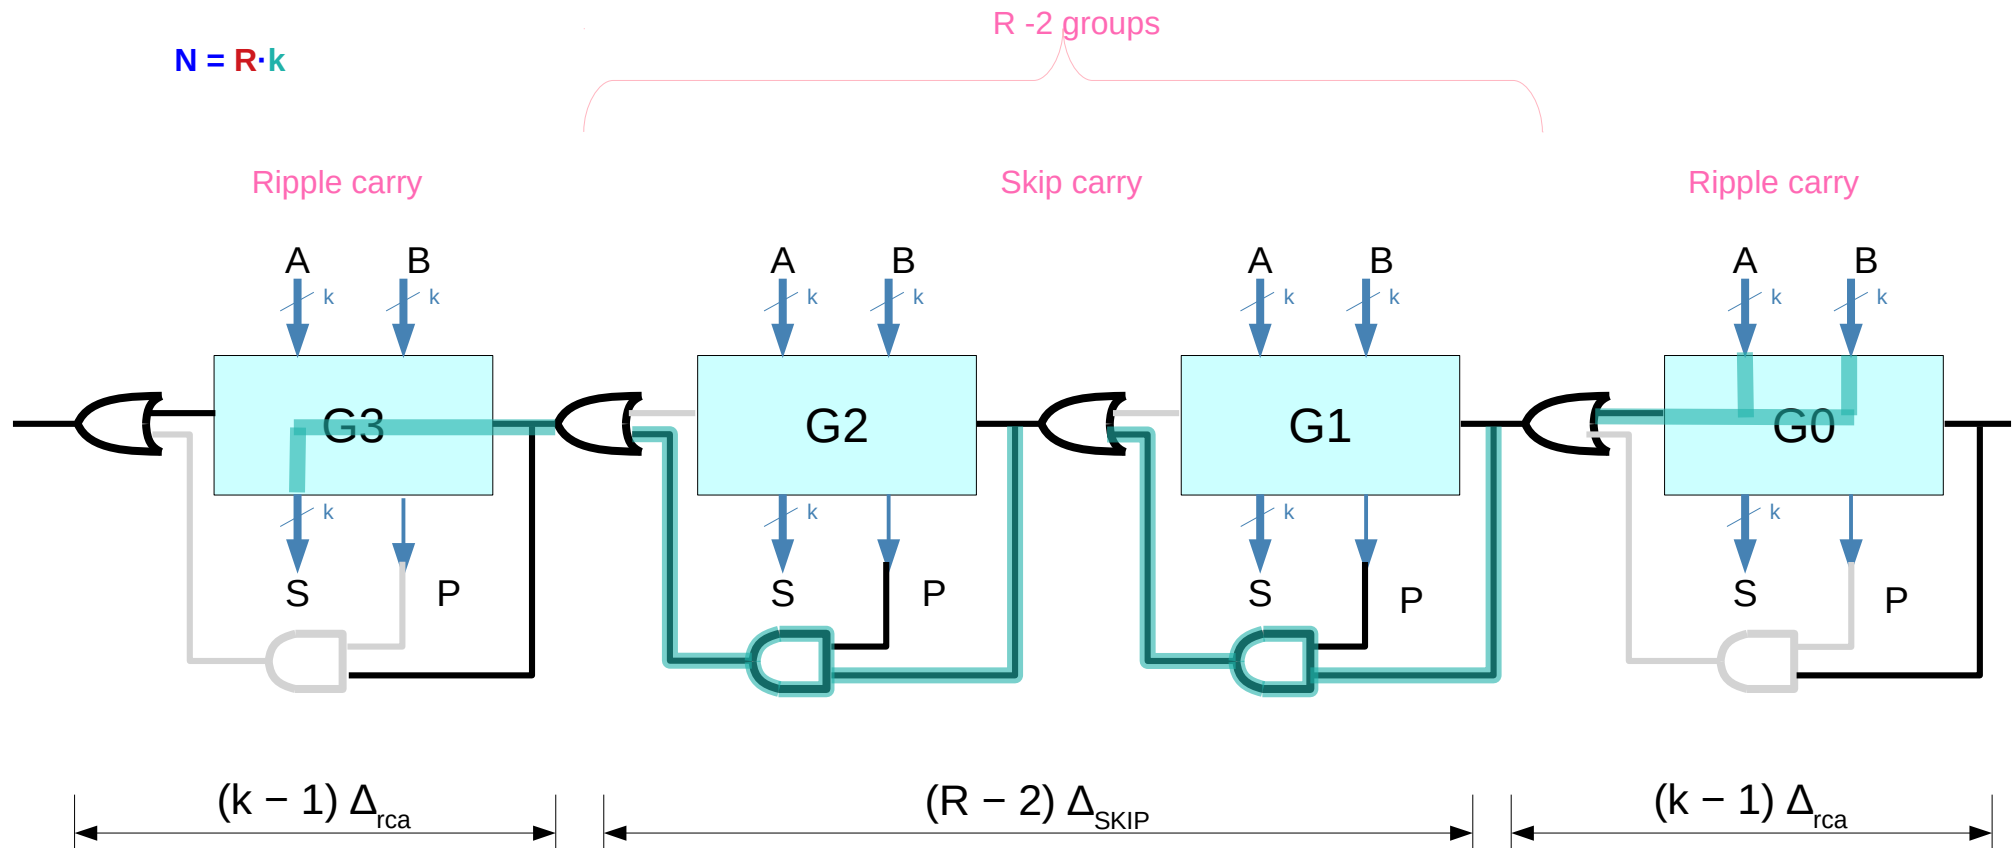 R -2 groups
N = R·k
Ripple carry Skip carry Ripple carry
A B A B A B A B
k k k k k k k k
G3 G2 G1 G0
k k k k
S P S P S P S P
(k − 1) Δrca (R − 2) ΔSKIP (k − 1) Δrca